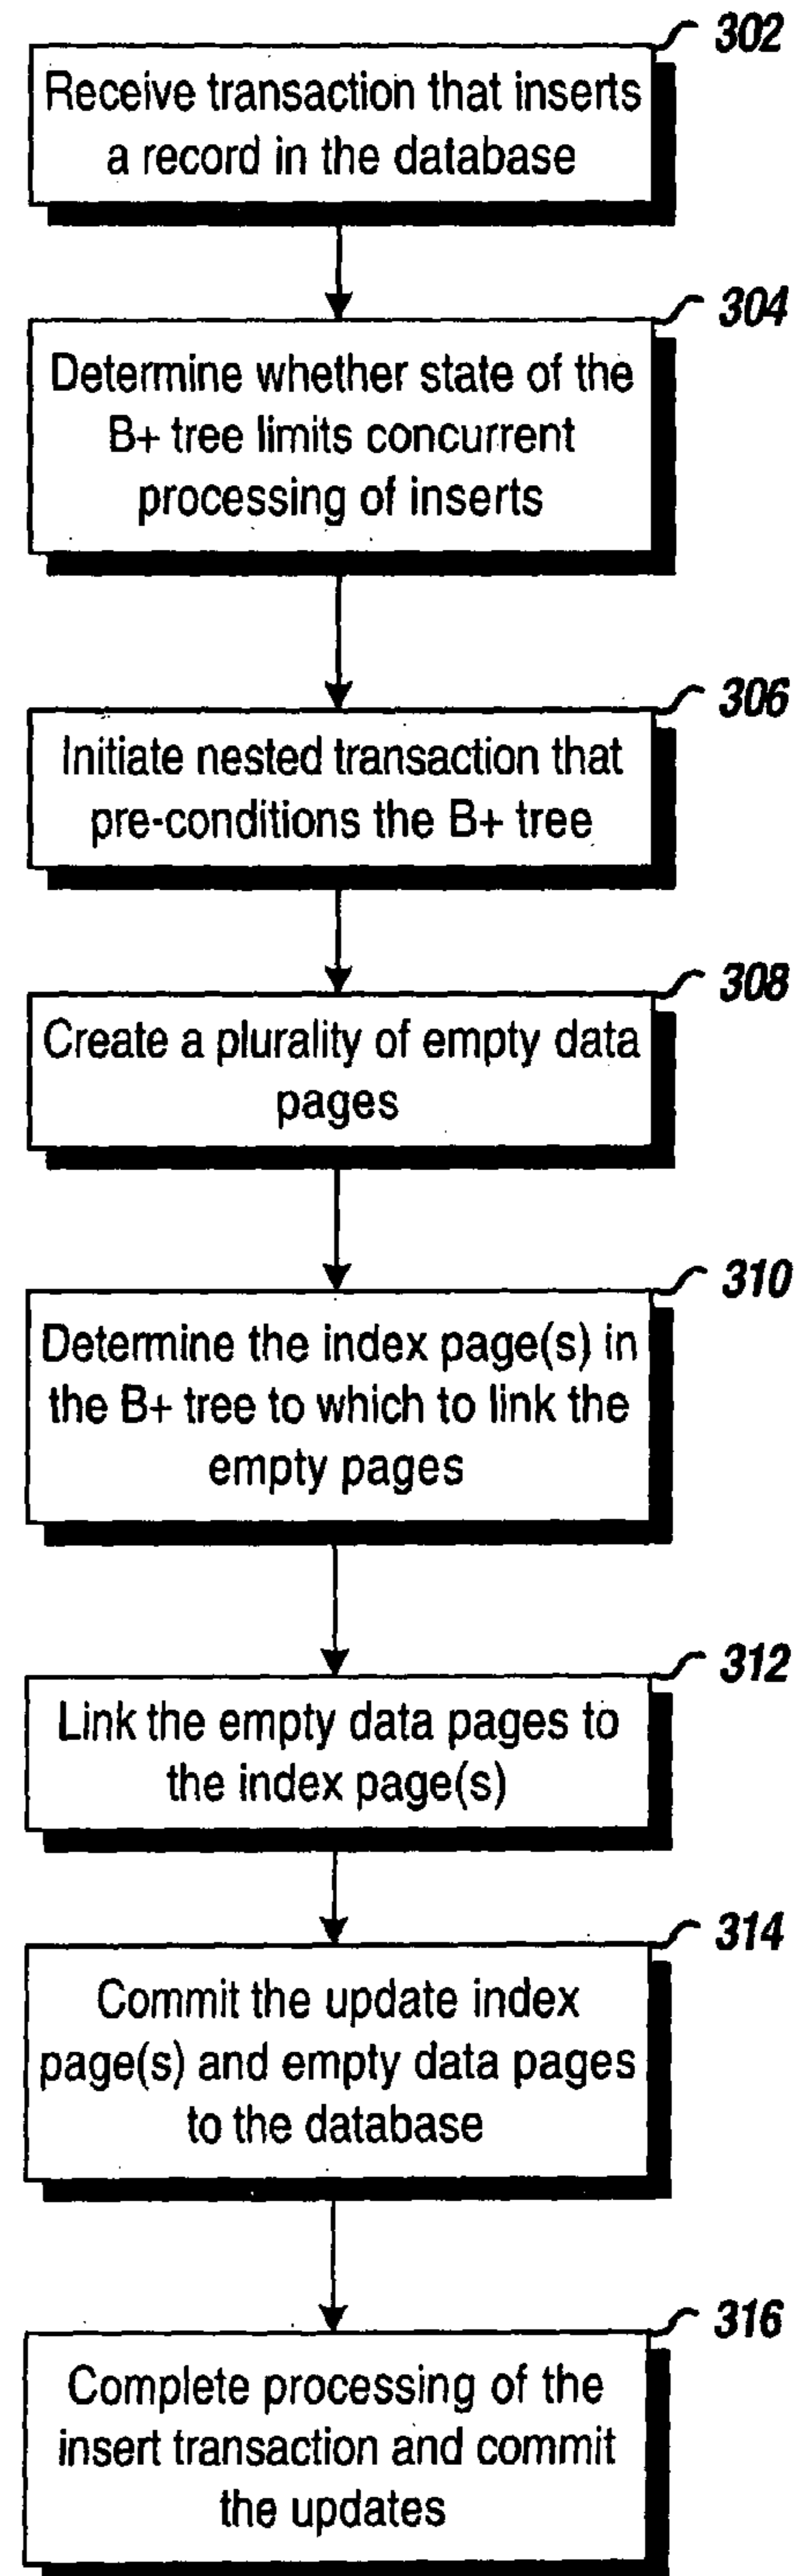 302
Receive transaction that inserts
a record in the database
304
Determine whether state of the
B+ tree limits concurrent
processing of inserts
306
Initiate nested transaction that
pre-conditions the B+ tree
308
Create a plurality of empty data
pages
310
Determine the index page(s) in
the B+ tree to which to link the
empty pages
312
Link the empty data pages to
the index page(s)
314
Commit the update index
page(s) and empty data pages
to the database
316
Complete processing of the
insert transaction and commit
the updates